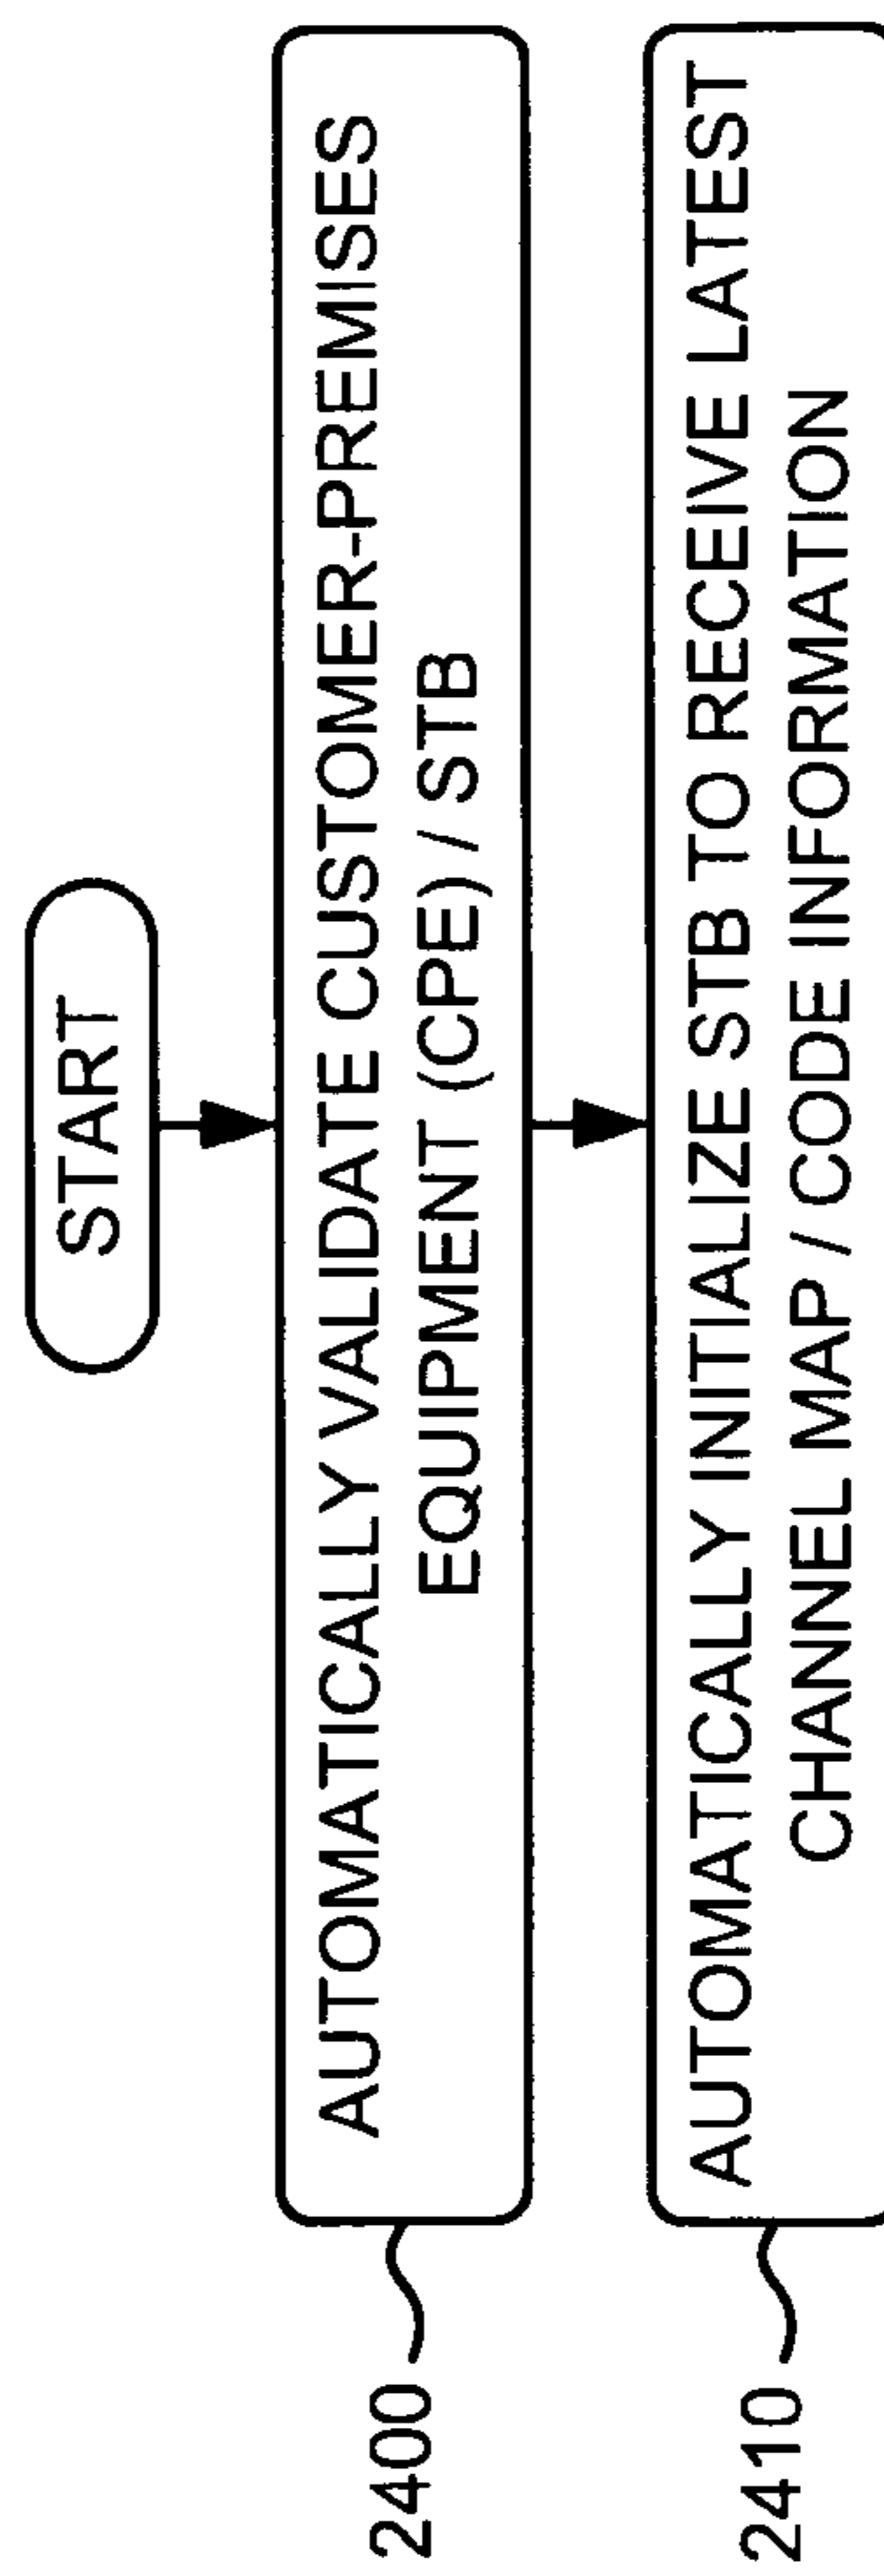 START
AUTOMATICALLY VALIDATE CUSTOMER-PREMISES
EQUIPMENT (CPE) / STB
2400
AUTOMATICALLY INITIALIZE STB TO RECEIVE LATEST
CHANNEL MAP / CODE INFORMATION
2410